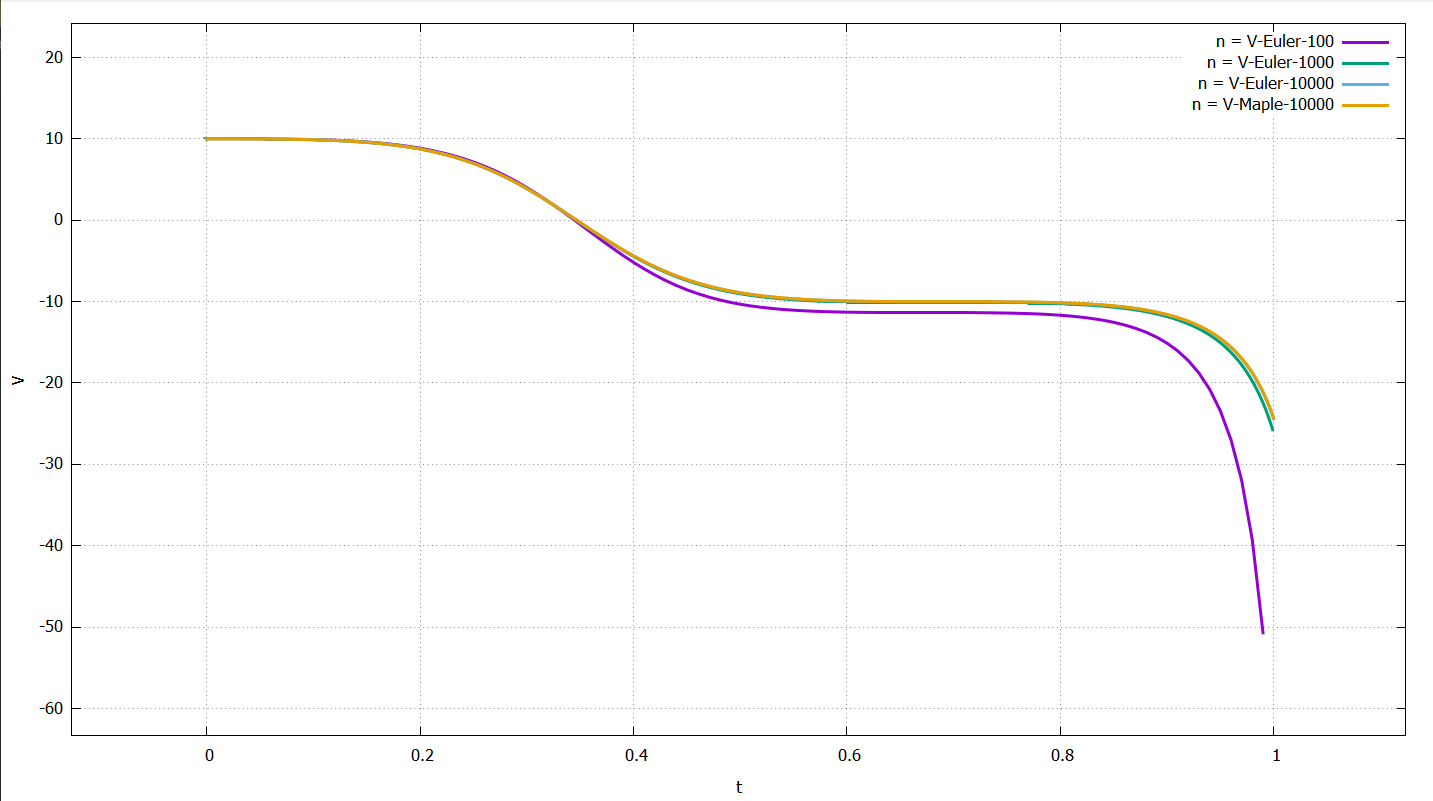 n = V-Euler-100
n = V-Euler-1000
n = V-Euler-10000
n = V-Maple-10000
20
10
0
-10
-20
-30
-40
-50
-60
V
0 0.2 0.4 0.6 0.8 1
t